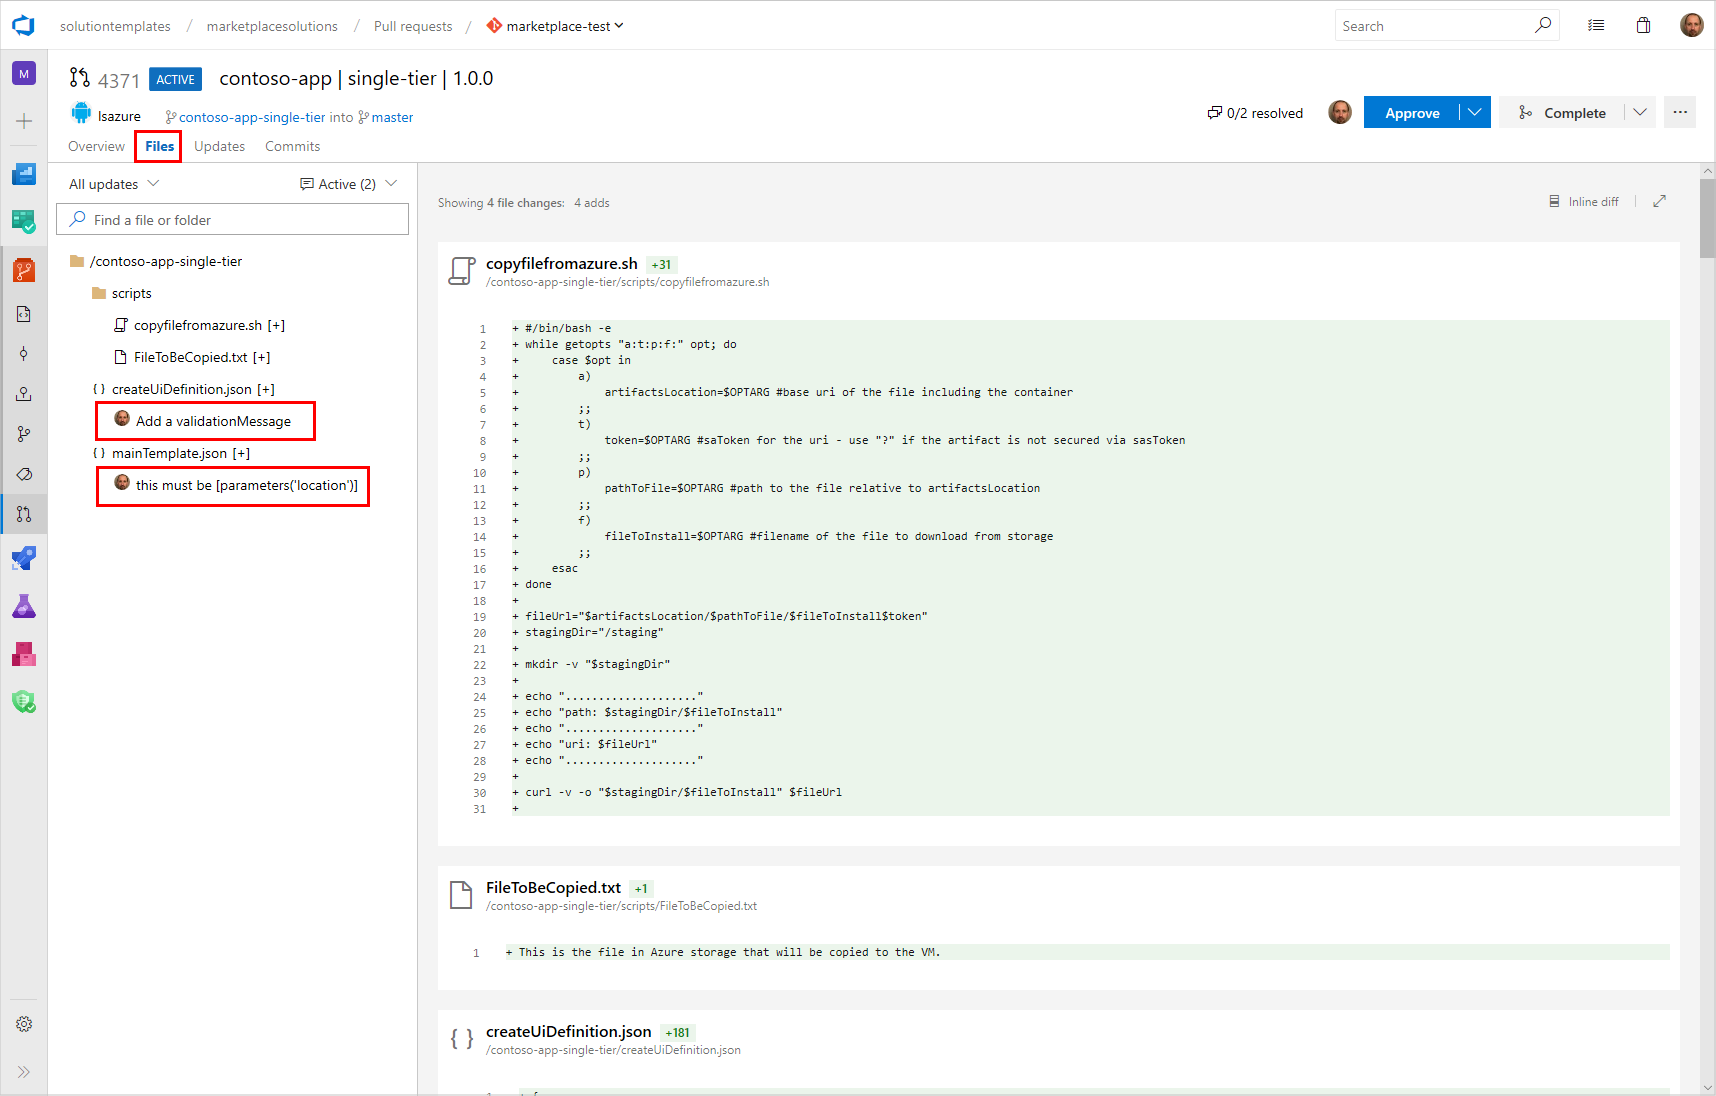 solutiontemplates / marketplacesolutions / Pull requests / marketplace-test
Search
M
4371 ACTIVE contoso-app | single-tier | 1.0.0
lsazure contoso-app-single-tier into master
0/2 resolved Approve Complete ...
Overview Files Updates Commits
All updates Active (2)
Find a file or folder
/contoso-app-single-tier
scripts
copyfilefromazure.sh [+]
FileToBeCopied.txt [+]
{ } createUiDefinition.json [+]
Add a validationMessage
{ } mainTemplate.json [+]
this must be [parameters('location')]
Showing 4 file changes: 4 adds
Inline diff
copyfilefromazure.sh +31
/contoso-app-single-tier/scripts/copyfilefromazure.sh
1 + #/bin/bash -e
2 + while getopts "a:t:p:f:" opt; do
3 + case $opt in
4 + a)
5 + artifactsLocation=$OPTARG #base uri of the file including the container
6 + ;;
7 + t)
8 + token=$OPTARG #saToken for the uri - use "?" if the artifact is not secured via sasToken
9 + ;;
10 + p)
11 + pathToFile=$OPTARG #path to the file relative to artifactsLocation
12 + ;;
13 + f)
14 + fileToInstall=$OPTARG #filename of the file to download from storage
15 + ;;
16 + esac
17 + done
18 +
19 + fileUrl="$artifactsLocation/$pathToFile/$fileToInstall$token"
20 + stagingDir="/staging"
21 +
22 + mkdir -v "$stagingDir"
23 +
24 + echo "...................."
25 + echo "path: $stagingDir/$fileToInstall"
26 + echo "...................."
27 + echo "uri: $fileUrl"
28 + echo "...................."
29 +
30 + curl -v -o "$stagingDir/$fileToInstall" $fileUrl
31 +
FileToBeCopied.txt +1
/contoso-app-single-tier/scripts/FileToBeCopied.txt
1 + This is the file in Azure storage that will be copied to the VM.
{ } createUiDefinition.json +181
/contoso-app-single-tier/createUiDefinition.json